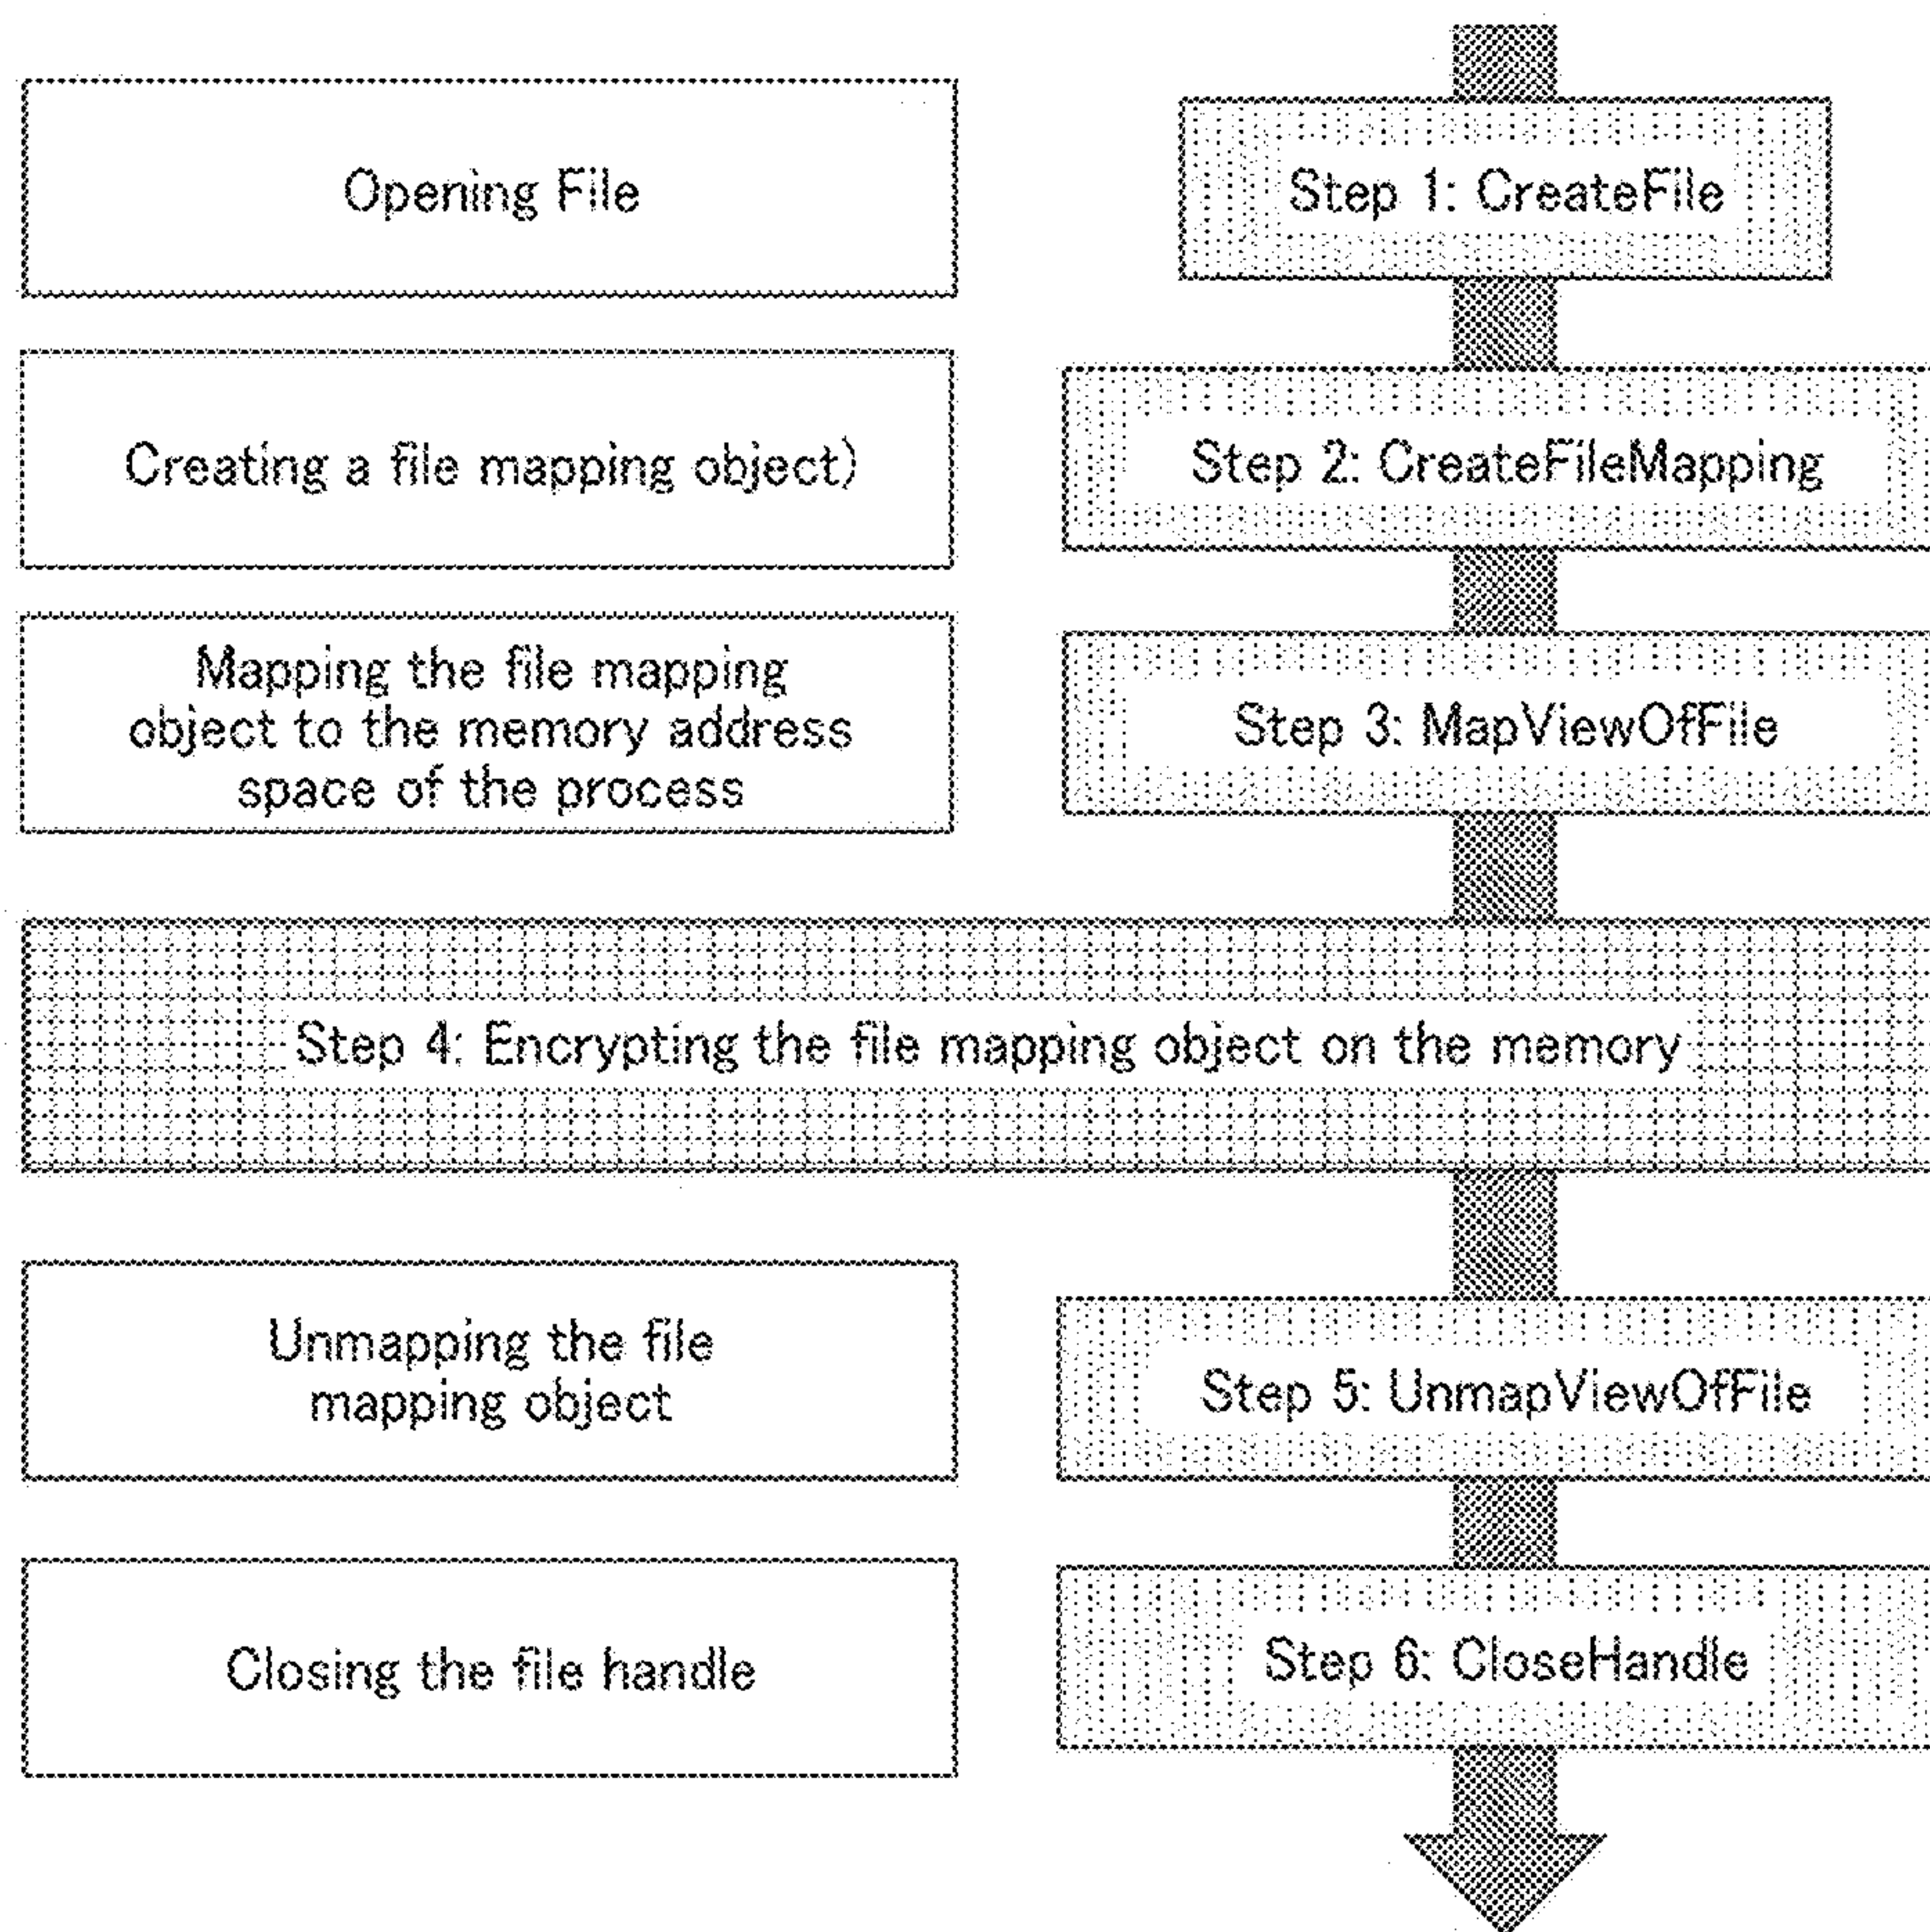 Opening File
Step 1: CreateFile
Creating a file mapping object)
Step 2: CreateFileMapping
Mapping the file mapping
object to the memory address
space of the process
Step 3: MapViewOfFile
Step 4: Encrypting the file mapping object on the memory
Unmapping the file
mapping object
Step 5: UnmapViewOfFile
Closing the file handle
Step 6: CloseHandle